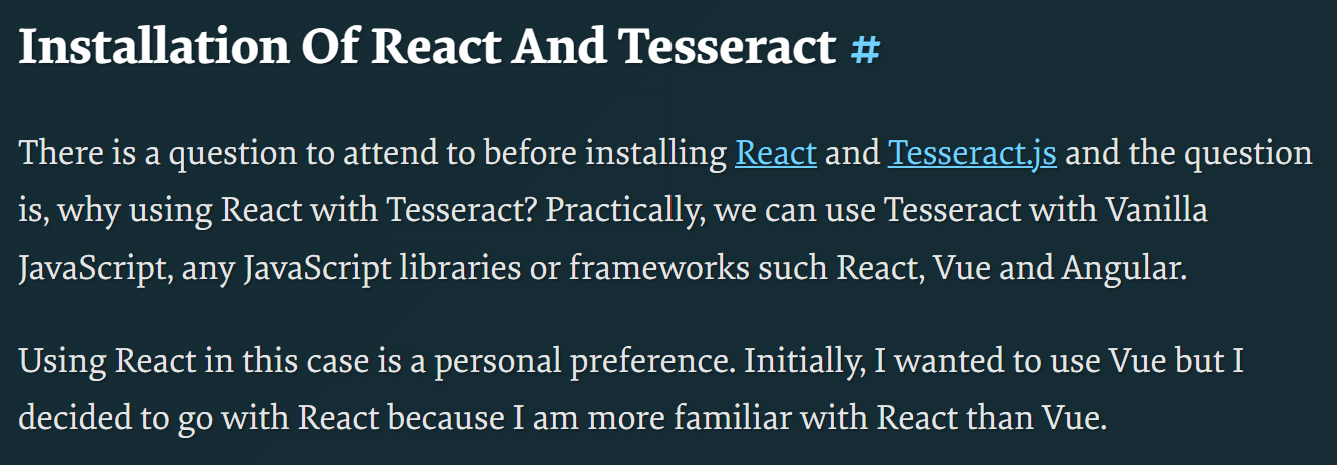 Installation Of React And Tesseract #
There is a question to attend to before installing React and Tesseract.js and the question
is, why using React with Tesseract? Practically, we can use Tesseract with Vanilla
JavaScript, any JavaScript libraries or frameworks such React, Vue and Angular.
Using React in this case is a personal preference. Initially, I wanted to use Vue but I
decided to go with React because I am more familiar with React than Vue.